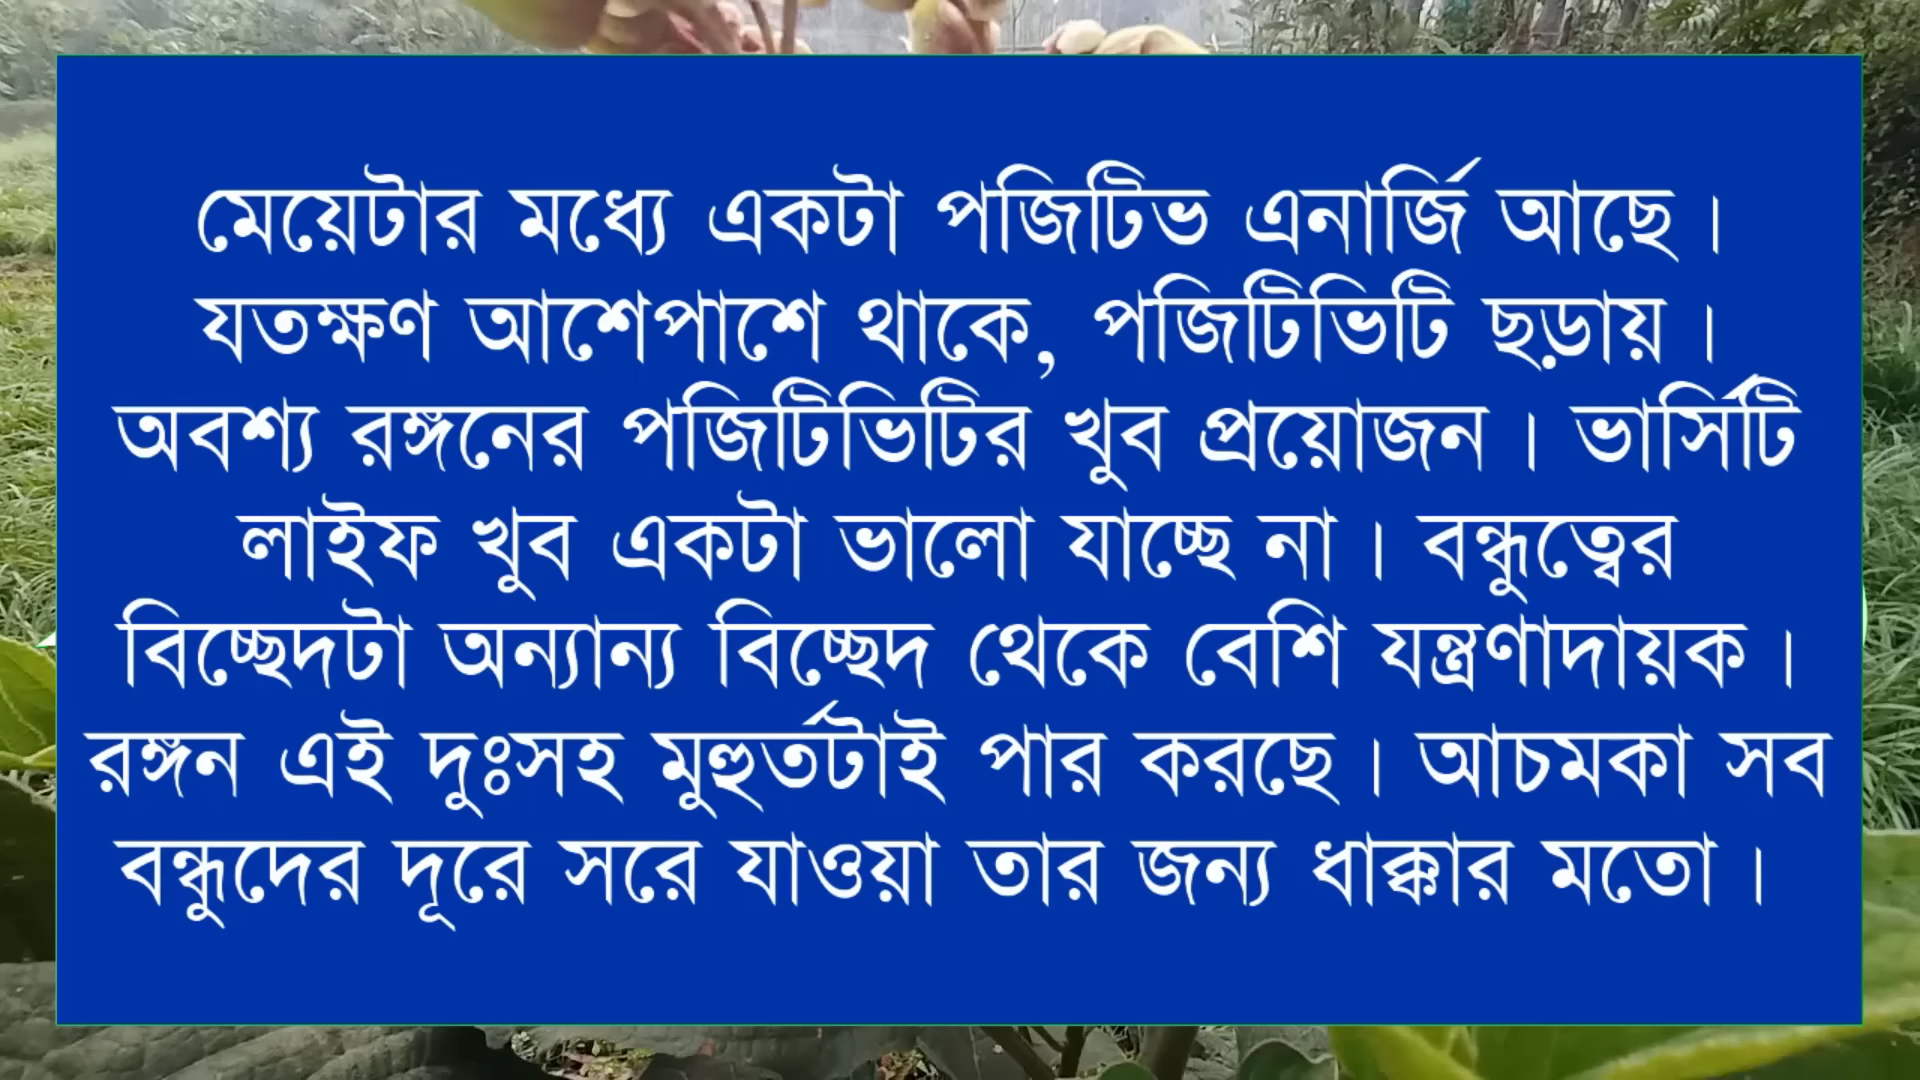 মেয়েটার মধ্যে একটা পজিটিভ এনার্জি আছে।
যতক্ষণ আশেপাশে থাকে, পজিটিভিটি ছড়ায়।
অবশ্য রঙ্গনের পজিটিভিটির খুব প্রয়োজন। ভার্সিটি
লাইফ খুব একটা ভালো যাচ্ছে না। বন্ধুত্বের
বিচ্ছেদটা অন্যান্য বিচ্ছেদ থেকে বেশি যন্ত্রণাদায়ক।
রঙ্গন এই দুঃসহ মুহুর্তটাই পার করছে। আচমকা সব
বন্ধুদের দূরে সরে যাওয়া তার জন্য ধাক্কার মতো।